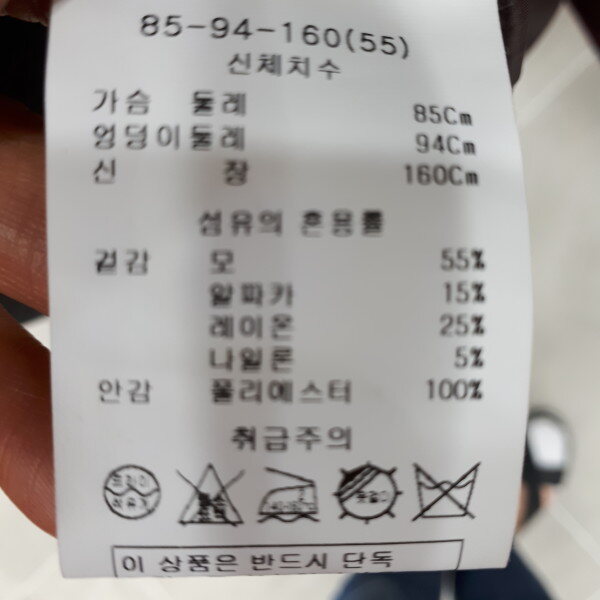 85-94-160(55)
신체치수
가슴 둘레 85Cm
엉덩이둘레 94Cm
신 장 160Cm
섬유의 혼용률
겉감 모 55%
알파카 15%
레이온 25%
나일론 5%
안감 폴리에스터 100%
취급주의
드라이
이 상품은 반드시 단독